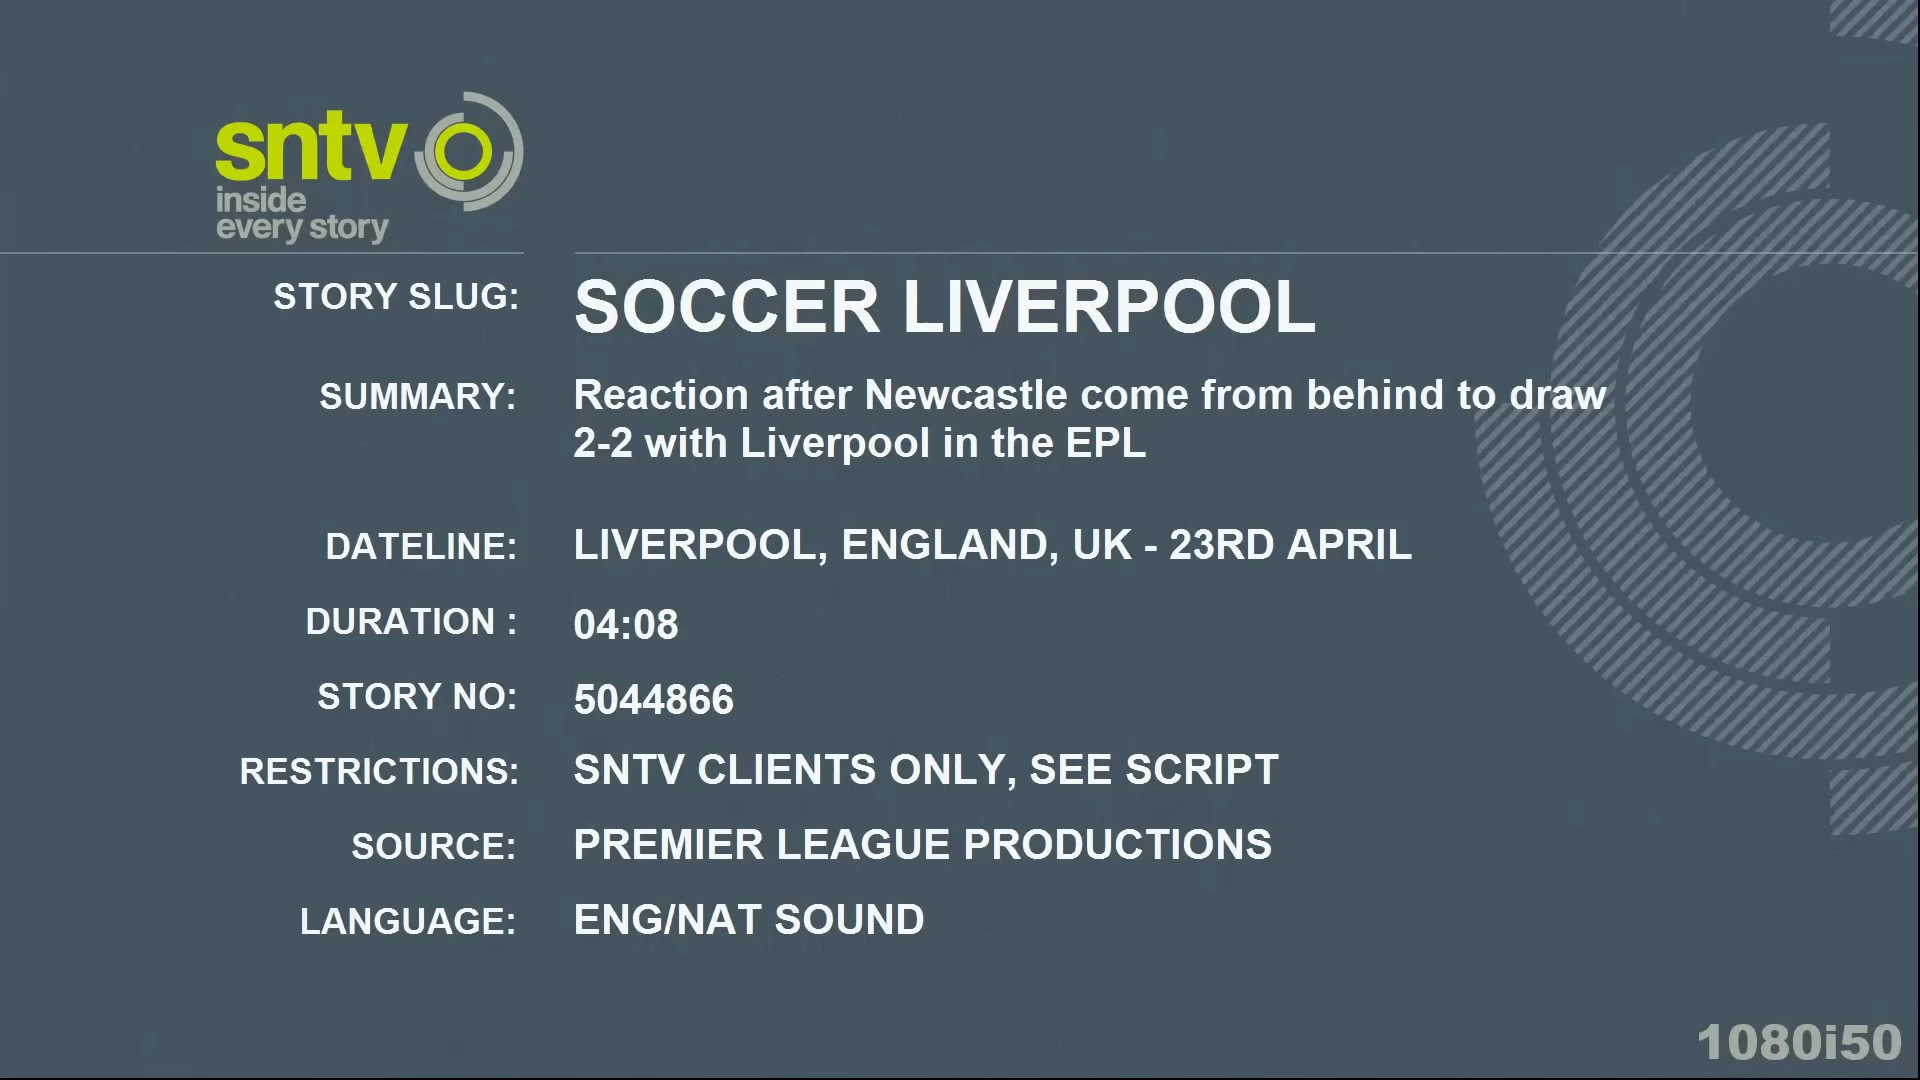 sntv
inside
every story
STORY SLUG: SOCCER LIVERPOOL
SUMMARY: Reaction after Newcastle come from behind to draw
2-2 with Liverpool in the EPL
DATELINE: LIVERPOOL, ENGLAND, UK - 23RD APRIL
DURATION : 04:08
STORY NO: 5044866
RESTRICTIONS: SNTV CLIENTS ONLY, SEE SCRIPT
SOURCE: PREMIER LEAGUE PRODUCTIONS
LANGUAGE: ENG/NAT SOUND
1080i50